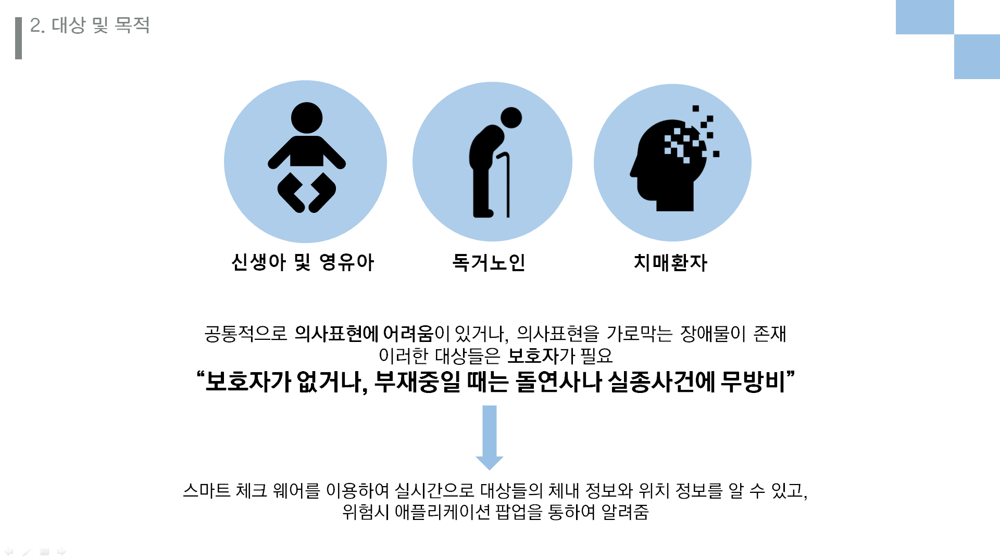 2. 대상 및 목적
신생아 및 영유아
독거노인
치매환자
공통적으로 의사표현에 어려움이 있거나, 의사표현을 가로막는 장애물이 존재
이러한 대상들은 보호자가 필요
“보호자가 없거나, 부재중일 때는 돌연사나 실종사건에 무방비”
스마트 체크 웨어를 이용하여 실시간으로 대상들의 체내 정보와 위치 정보를 알 수 있고,
위험시 애플리케이션 팝업을 통하여 알려줌